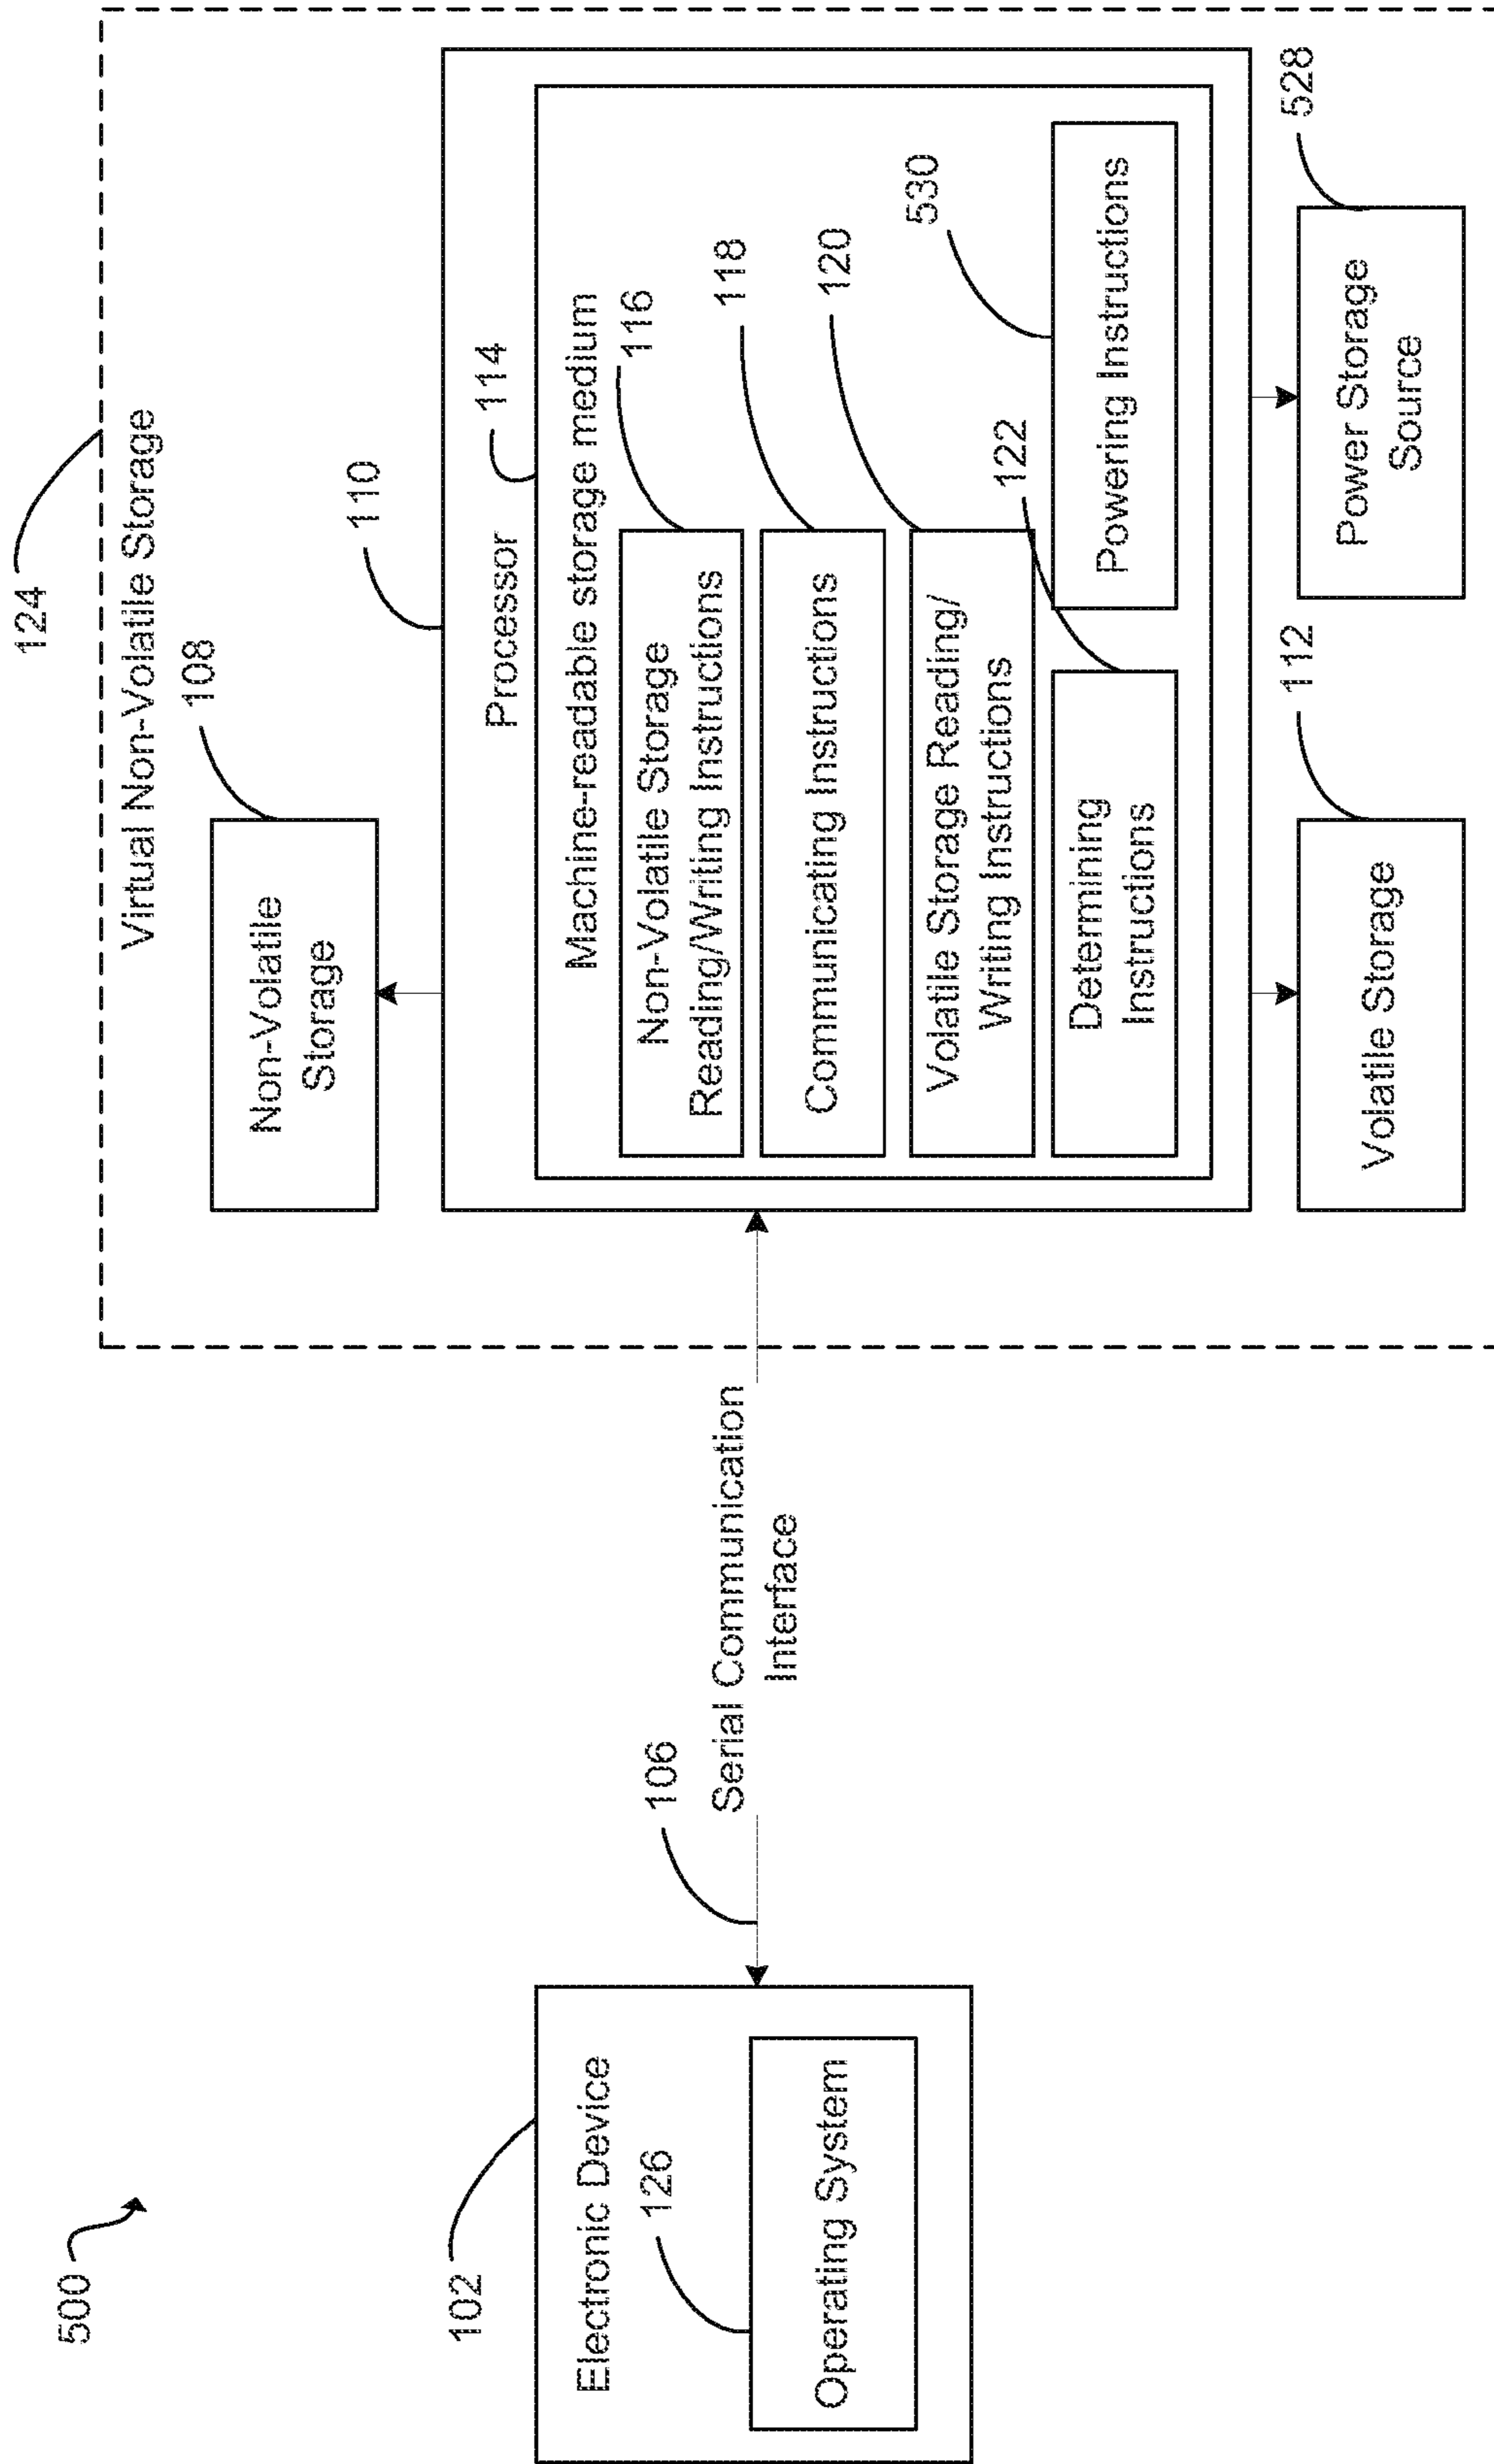 500
102
Electronic Device
126
Operating System
106
Serial Communication
Interface
124
Virtual Non-Volatile Storage
108
Non-Volatile
Storage
110
Processor
114
Machine-readable storage medium
116
Non-Volatile Storage
Reading/Writing Instructions
118
Communicating Instructions
120
Volatile Storage Reading/
Writing Instructions
122
Determining
Instructions
530
Powering Instructions
112
Volatile Storage
528
Power Storage
Source